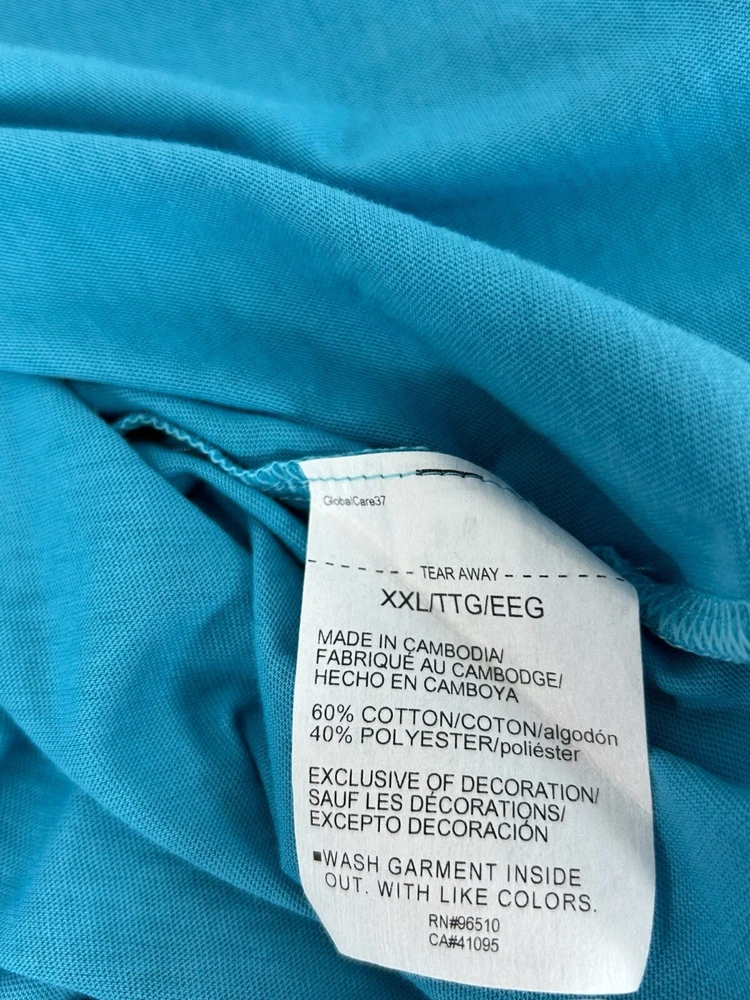 GlobalCare37
TEAR AWAY
XXL/TTG/EEG
MADE IN CAMBODIA/
FABRIQUÉ AU CAMBODGE/
HECHO EN CAMBOYA
60% COTTON/COTON/algodón
40% POLYESTER/poliéster
EXCLUSIVE OF DECORATION/
SAUF LES DÉCORATIONS/
EXCEPTO DECORACIÓN
▪WASH GARMENT INSIDE
OUT. WITH LIKE COLORS.
RN#96510
CA#41095